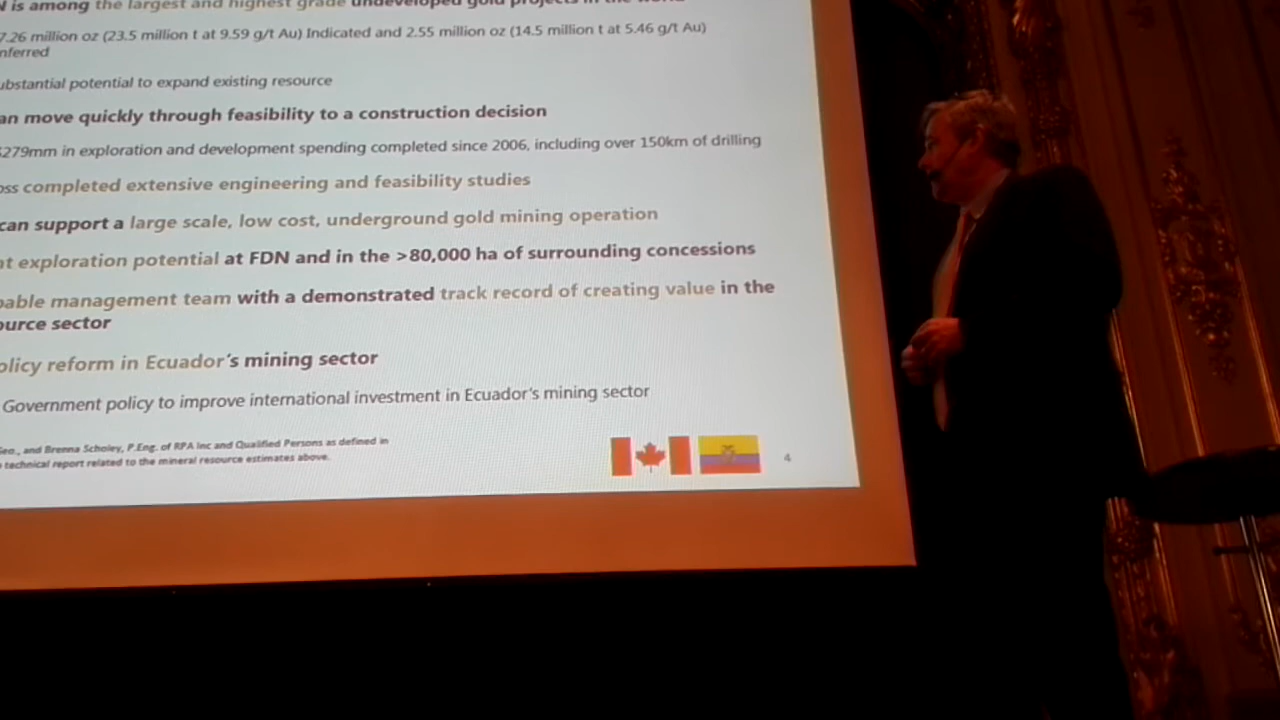 is among the largest and highest grade undeveloped gold projects in the world
7.26 million oz (23.5 million t at 9.59 g/t Au) Indicated and 2.55 million oz (14.5 million t at 5.46 g/t Au)
nferred
ubstantial potential to expand existing resource
an move quickly through feasibility to a construction decision
$279mm in exploration and development spending completed since 2006, including over 150km of drilling
oss completed extensive engineering and feasibility studies
can support a large scale, low cost, underground gold mining operation
at exploration potential at FDN and in the >80,000 ha of surrounding concessions
pable management team with a demonstrated track record of creating value in the
ource sector
olicy reform in Ecuador's mining sector
Government policy to improve international investment in Ecuador's mining sector
Geo., and Brenna Scholey, P.Eng. of RPA Inc and Qualified Persons as defined in
technical report related to the mineral resource estimates above.
4